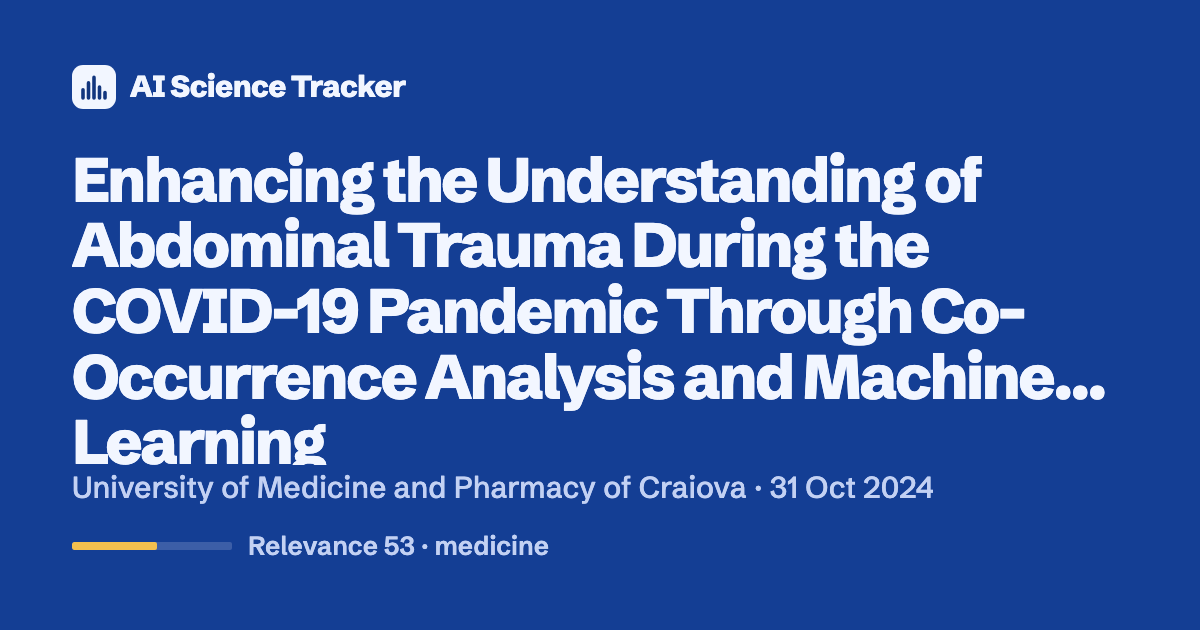 AI Science Tracker
Enhancing the Understanding of
Abdominal Trauma During the
COVID-19 Pandemic Through Co-
Occurrence Analysis and Machine...
Learning
University of Medicine and Pharmacy of Craiova · 31 Oct 2024
Relevance 53 · medicine